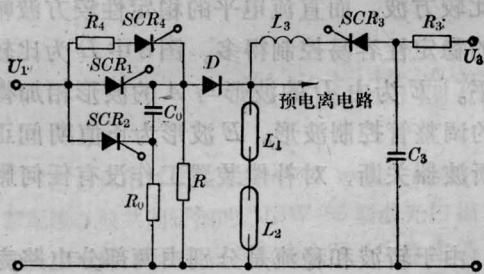 R₄ SCR₄ L₃ SCR₃ R₃
U₁ SCR₁ D U₃
预电离电路
SCR₂ C₀
L₁ C₃
R₀ R
L₂